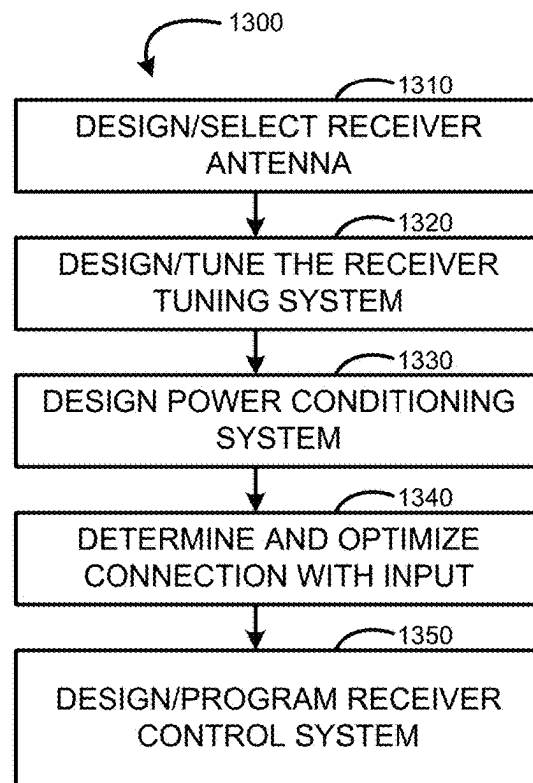 1300
1310
DESIGN/SELECT RECEIVER
ANTENNA
1320
DESIGN/TUNE THE RECEIVER
TUNING SYSTEM
1330
DESIGN POWER CONDITIONING
SYSTEM
1340
DETERMINE AND OPTIMIZE
CONNECTION WITH INPUT
1350
DESIGN/PROGRAM RECEIVER
CONTROL SYSTEM